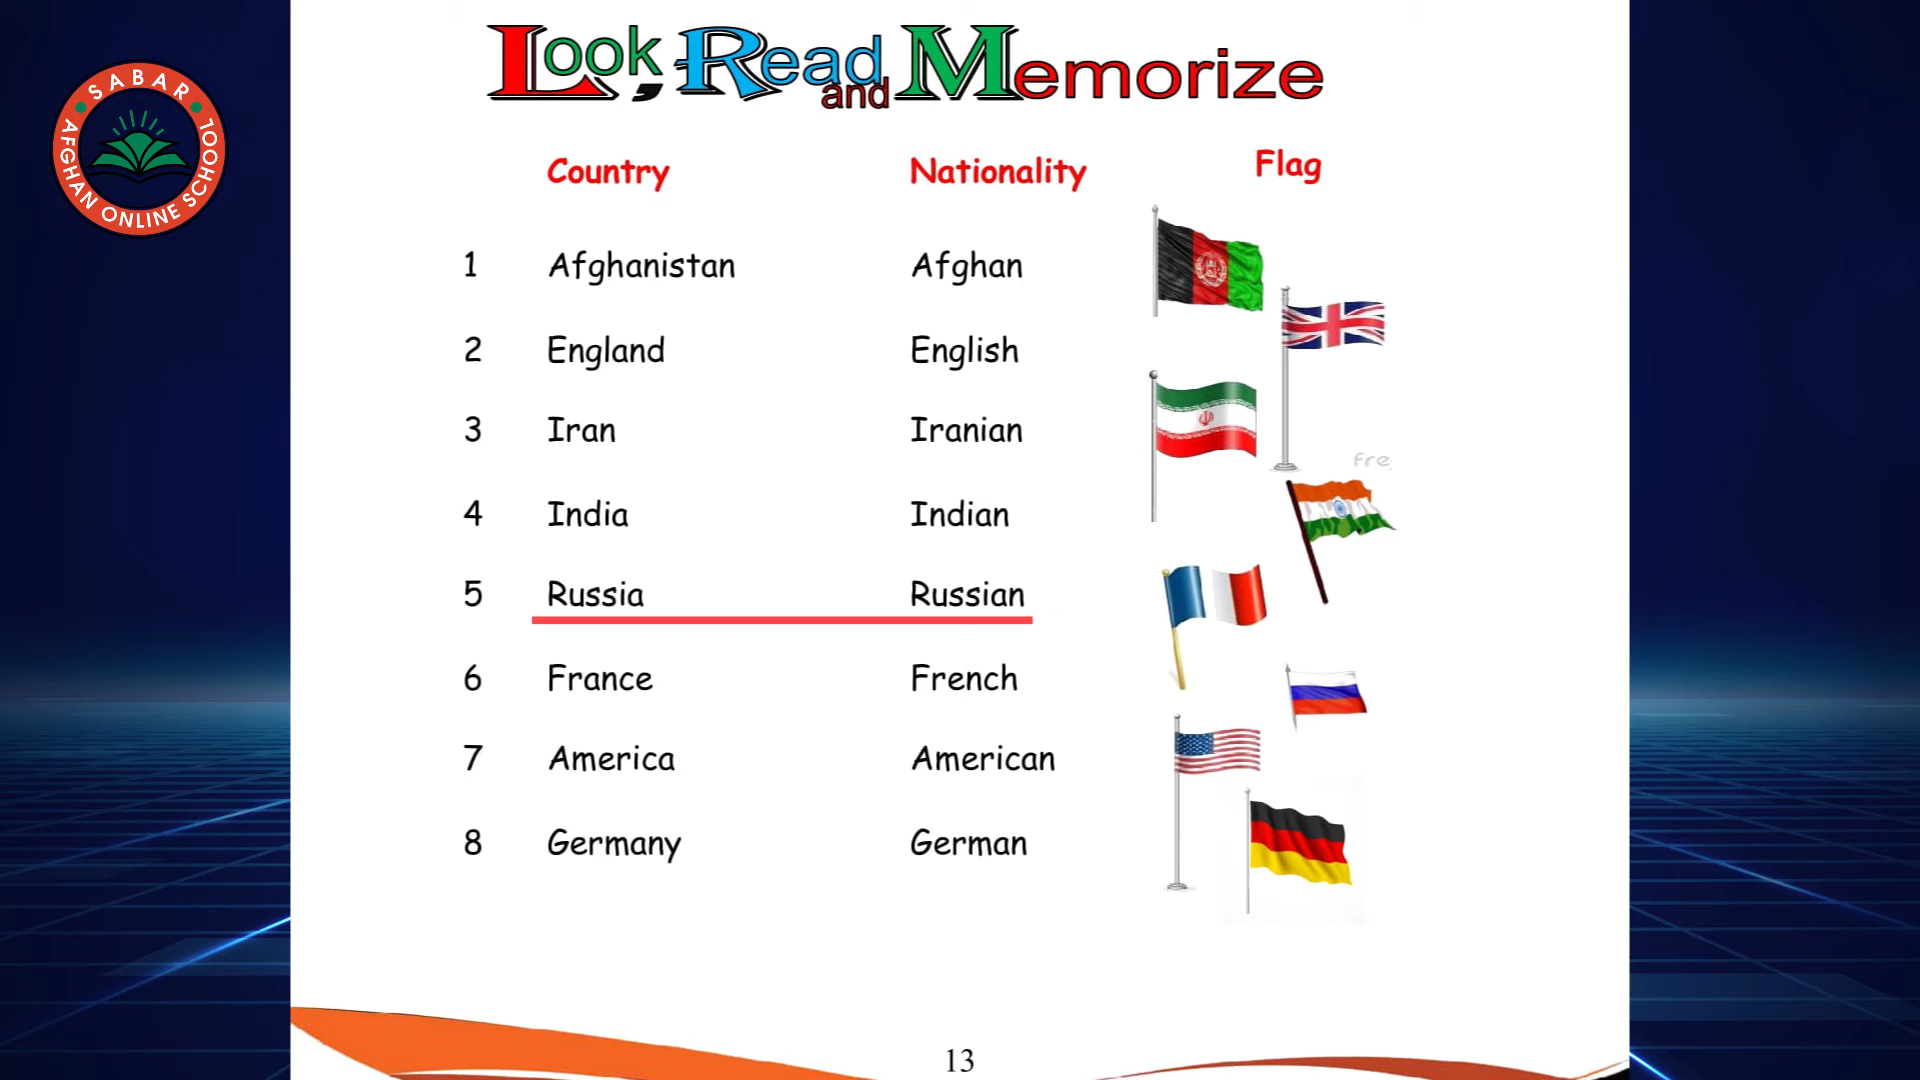 SABAR
AFGHAN ONLINE SCHOOL
Look, Read and Memorize
Country Nationality Flag
1 Afghanistan Afghan
2 England English
3 Iran Iranian
fre
4 India Indian
5 Russia Russian
6 France French
7 America American
8 Germany German
13